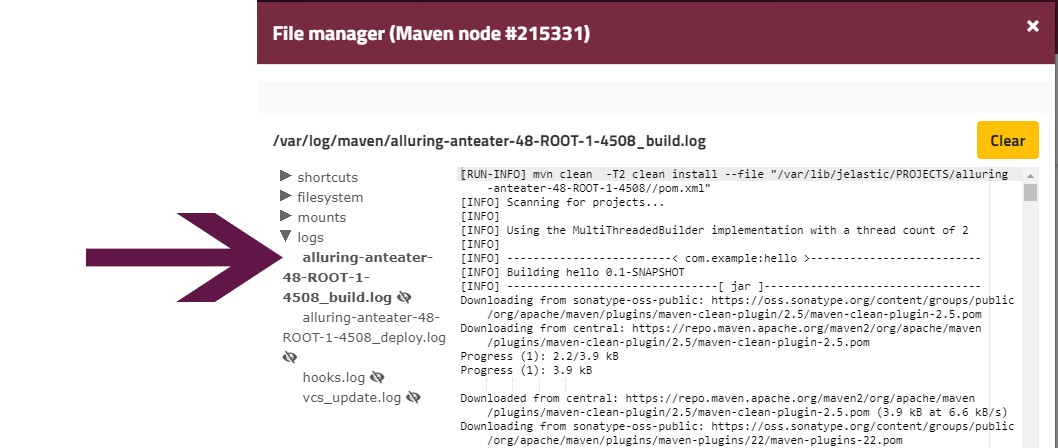 File manager (Maven node #215331)
/var/log/maven/alluring-anteater-48-ROOT-1-4508_build.log
Clear
shortcuts
filesystem
mounts
logs
alluring-anteater-
48-ROOT-1-
4508_build.log
alluring-anteater-48-
ROOT-1-4508_deploy.log
hooks.log
vcs_update.log
[RUN-INFO] mvn clean  -T2 clean install --file "/var/lib/jelastic/PROJECTS/alluring
-anteater-48-ROOT-1-4508//pom.xml"
[INFO] Scanning for projects...
[INFO]
[INFO] Using the MultiThreadedBuilder implementation with a thread count of 2
[INFO]
[INFO] -------------------------< com.example:hello >--------------------------
[INFO] Building hello 0.1-SNAPSHOT
[INFO] --------------------------------[ jar ]---------------------------------
Downloading from sonatype-oss-public: https://oss.sonatype.org/content/groups/public
/org/apache/maven/plugins/maven-clean-plugin/2.5/maven-clean-plugin-2.5.pom
Downloading from central: https://repo.maven.apache.org/maven2/org/apache/maven
/plugins/maven-clean-plugin/2.5/maven-clean-plugin-2.5.pom
Progress (1): 2.2/3.9 kB
Progress (1): 3.9 kB
Downloaded from central: https://repo.maven.apache.org/maven2/org/apache/maven
/plugins/maven-clean-plugin/2.5/maven-clean-plugin-2.5.pom (3.9 kB at 6.6 kB/s)
Downloading from sonatype-oss-public: https://oss.sonatype.org/content/groups/public
/org/apache/maven/plugins/maven-plugins/22/maven-plugins-22.pom